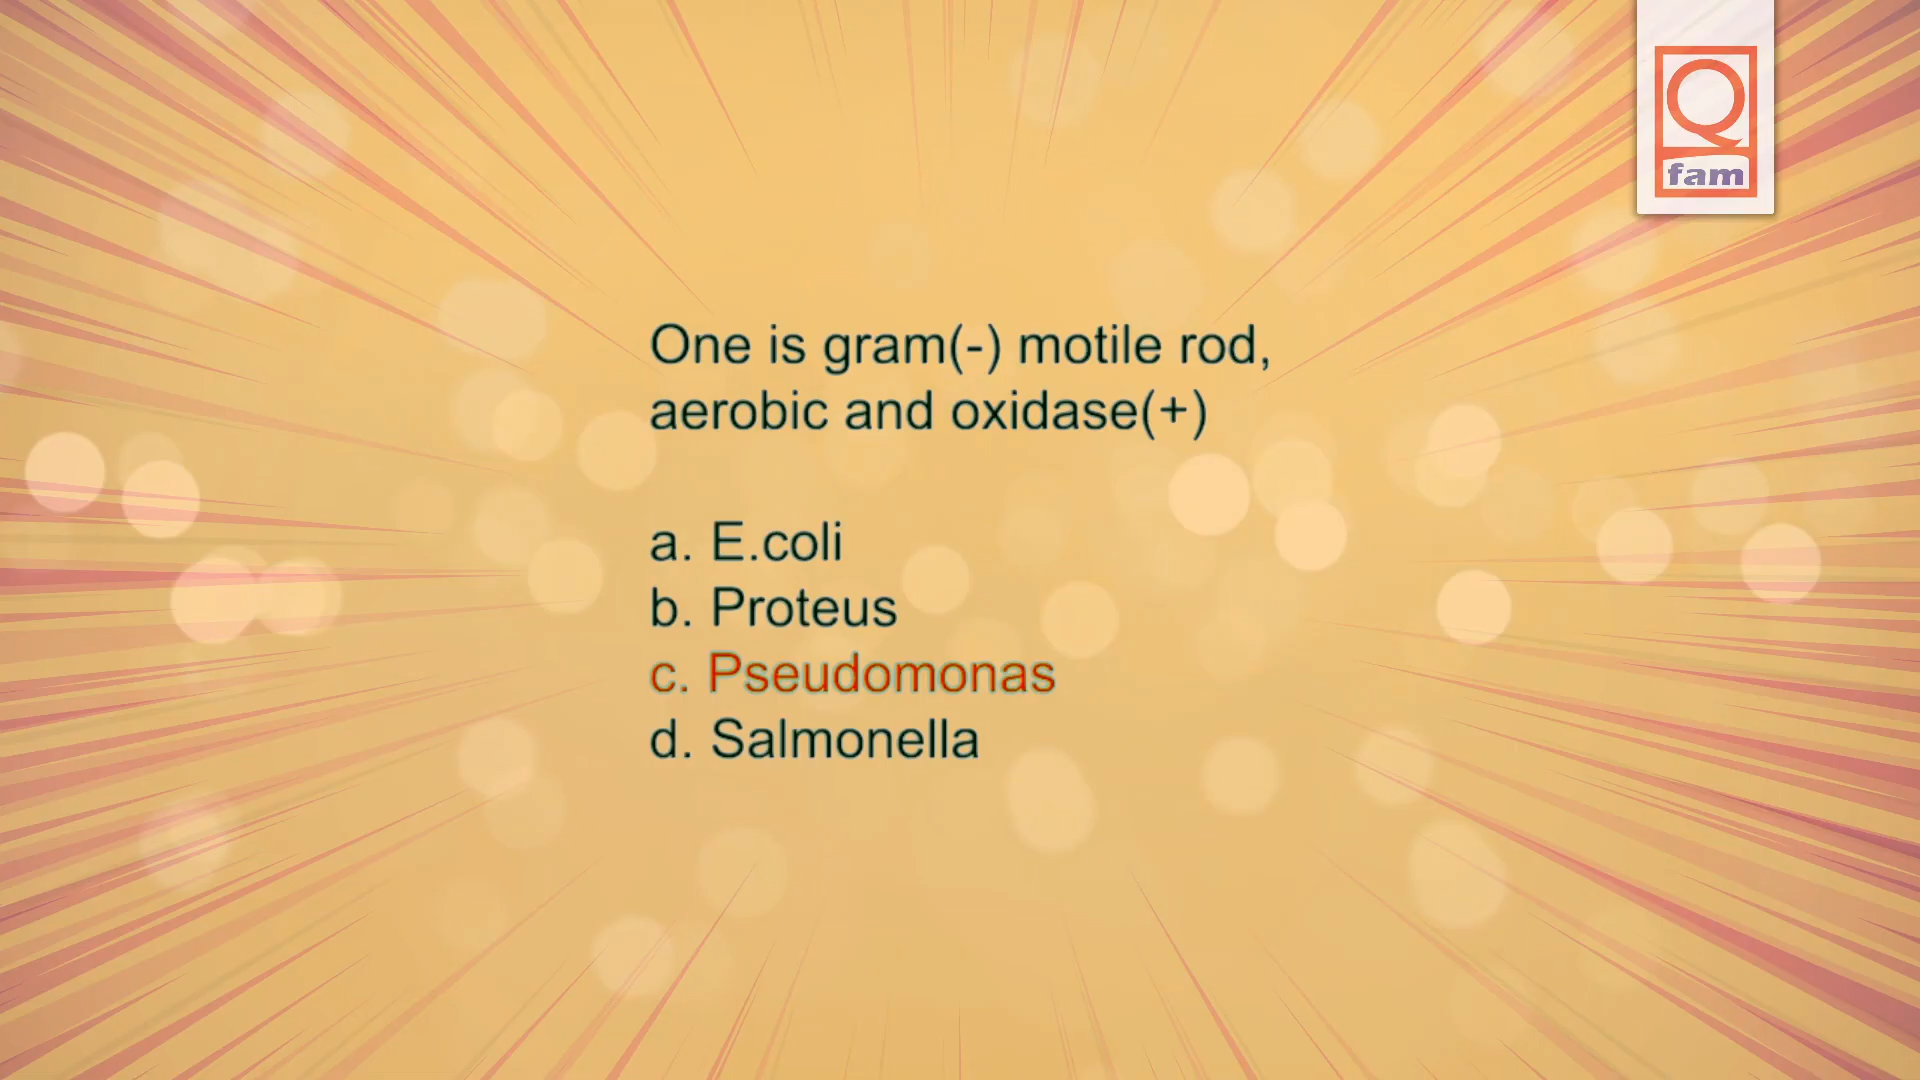 Q
fam
One is gram(-) motile rod,
aerobic and oxidase(+)
a. E.coli
b. Proteus
c. Pseudomonas
d. Salmonella